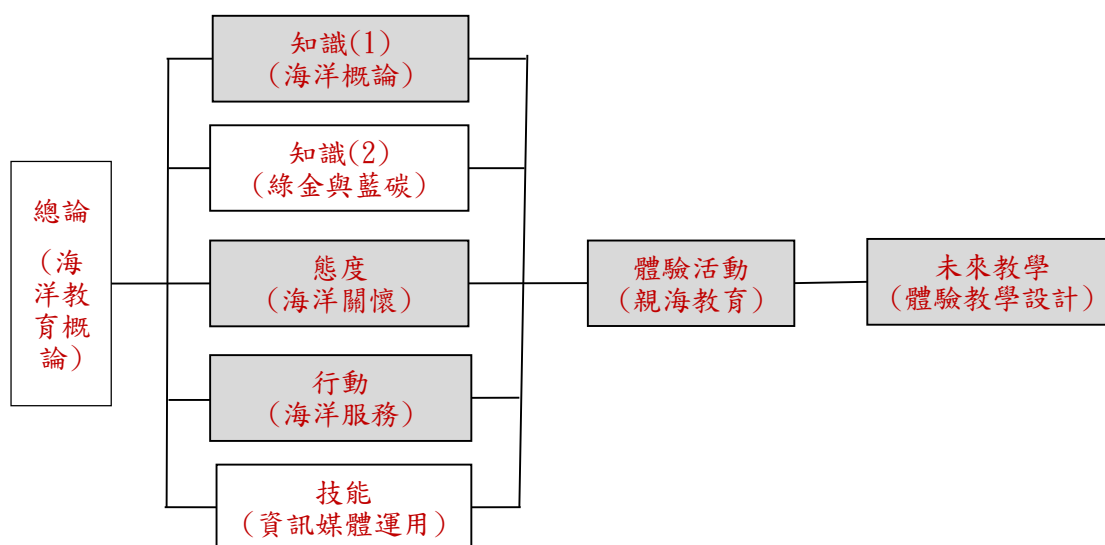 總論
(海
洋教
育概
論)
知識(1)
(海洋概論)
知識(2)
(綠金與藍碳)
態度
(海洋關懷)
行動
(海洋服務)
技能
(資訊媒體運用)
體驗活動
(親海教育)
未來教學
(體驗教學設計)